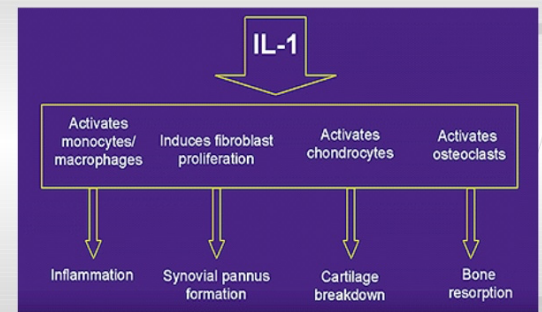 IL-1
Activates
monocytes/
macrophages
Induces fibroblast
proliferation
Activates
chondrocytes
Activates
osteoclasts
Inflammation
Synovial pannus
formation
Cartilage
breakdown
Bone
resorption